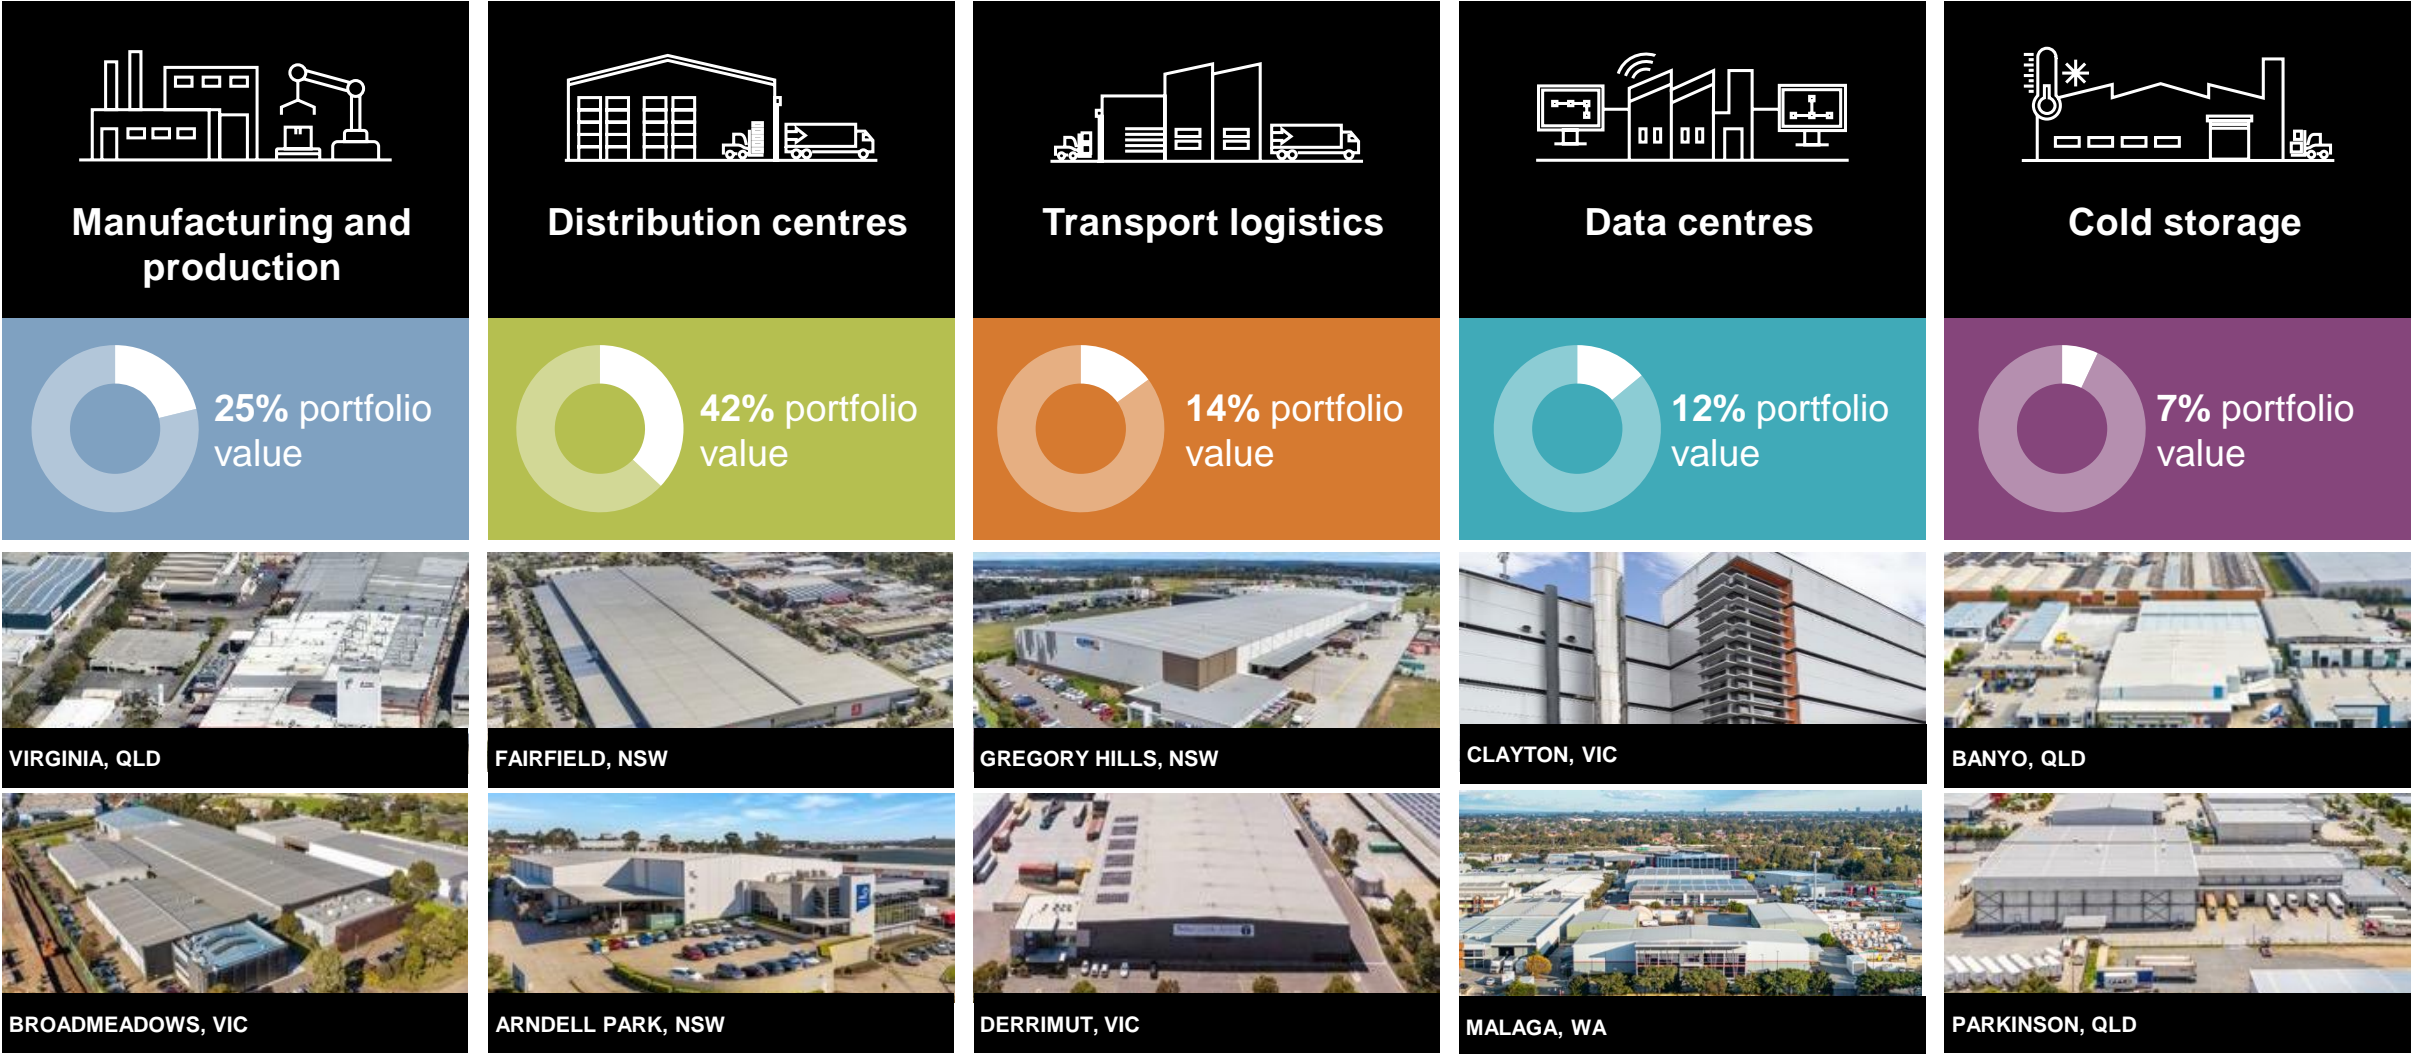 Manufacturing and
production
Distribution centres
Transport logistics
Data centres
Cold storage
25% portfolio
value
42% portfolio
value
14% portfolio
value
12% portfolio
value
7% portfolio
value
VIRGINIA, QLD
FAIRFIELD, NSW
GREGORY HILLS, NSW
CLAYTON, VIC
BANYO, QLD
BROADMEADOWS, VIC
ARNDELL PARK, NSW
DERRIMUT, VIC
MALAGA, WA
PARKINSON, QLD